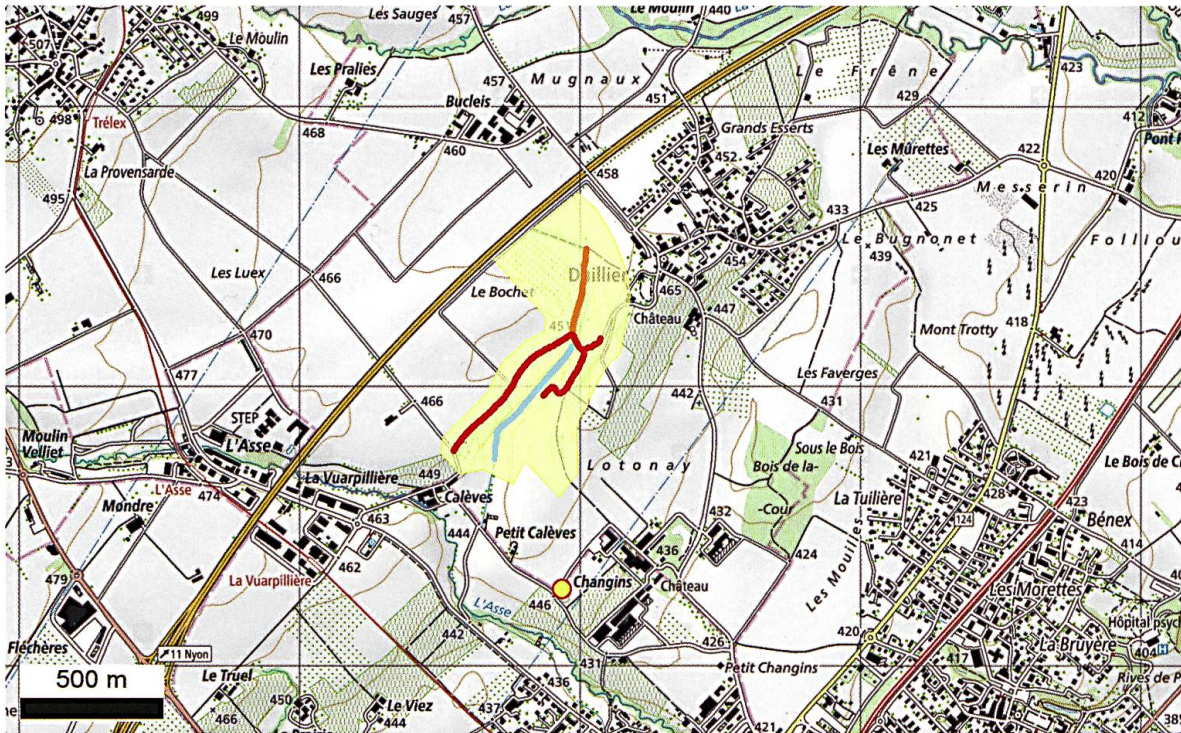 Les Sauges
457
Le Moulin
440
499
Le Moulin
507
Les Pralies
457
Mugnaux
Le Frêne
423
Bucleis
451
429
412
498
Trélex
468
460
Grands Esserts
452
Les Mûrettes
422
La Provensarde
458
Messerin
420
495
433
425
454
Le Bugnonet
Folliou
Les Luex
466
Duillier
439
Le Bochet
465
447
Château
451
Mont Trotty
418
470
477
Les Faverges
466
442
431
STEP
Moulin
Velliet
L'Asse
Sous le Bois
421
Lotonay
Bois de la-
-Cour
Le Bois de C
449
La Vuarpillière
Calèves
La Tuilière
428
L'Asse
474
423
Mondre
463
444
432
124
Bénex
Petit Calèves
436
424
414
462
Les Mouilles
479
La Vuarpillière
Changins
Château
Les Morettes
446
L'Asse
Hôpital psych
Fléchères
442
420
426
La Bruyère
404 H
11 Nyon
431
417
500 m
Le Truel
Petit Changins
Rives de P
436
450
Le Viez
466
444
437
421
385